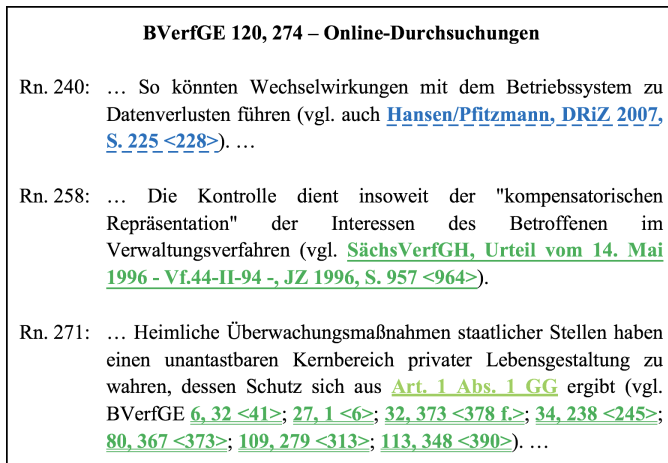 BVerfGE 120, 274 – Online-Durchsuchungen
Rn. 240: … So könnten Wechselwirkungen mit dem Betriebssystem zu
Datenverlusten führen (vgl. auch Hansen/Pfitzmann, DRiZ 2007,
S. 225 <228>). …
Rn. 258: … Die Kontrolle dient insoweit der "kompensatorischen
Repräsentation" der Interessen des Betroffenen im
Verwaltungsverfahren (vgl. SächsVerfGH, Urteil vom 14. Mai
1996 - Vf.44-II-94 -, JZ 1996, S. 957 <964>).
Rn. 271: … Heimliche Überwachungsmaßnahmen staatlicher Stellen haben
einen unantastbaren Kernbereich privater Lebensgestaltung zu
wahren, dessen Schutz sich aus Art. 1 Abs. 1 GG ergibt (vgl.
BVerfGE 6, 32 <41>; 27, 1 <6>; 32, 373 <378 f.>; 34, 238 <245>;
80, 367 <373>; 109, 279 <313>; 113, 348 <390>). …